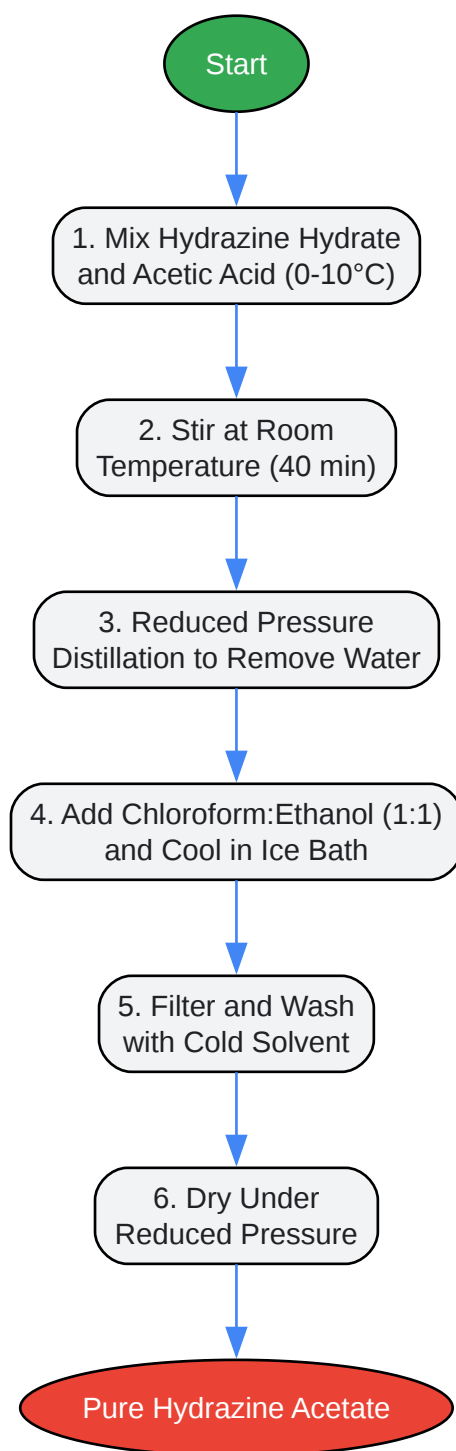 Start
1. Mix Hydrazine Hydrate
and Acetic Acid (0-10°C)
2. Stir at Room
Temperature (40 min)
3. Reduced Pressure
Distillation to Remove Water
4. Add Chloroform:Ethanol (1:1)
and Cool in Ice Bath
5. Filter and Wash
with Cold Solvent
6. Dry Under
Reduced Pressure
Pure Hydrazine Acetate